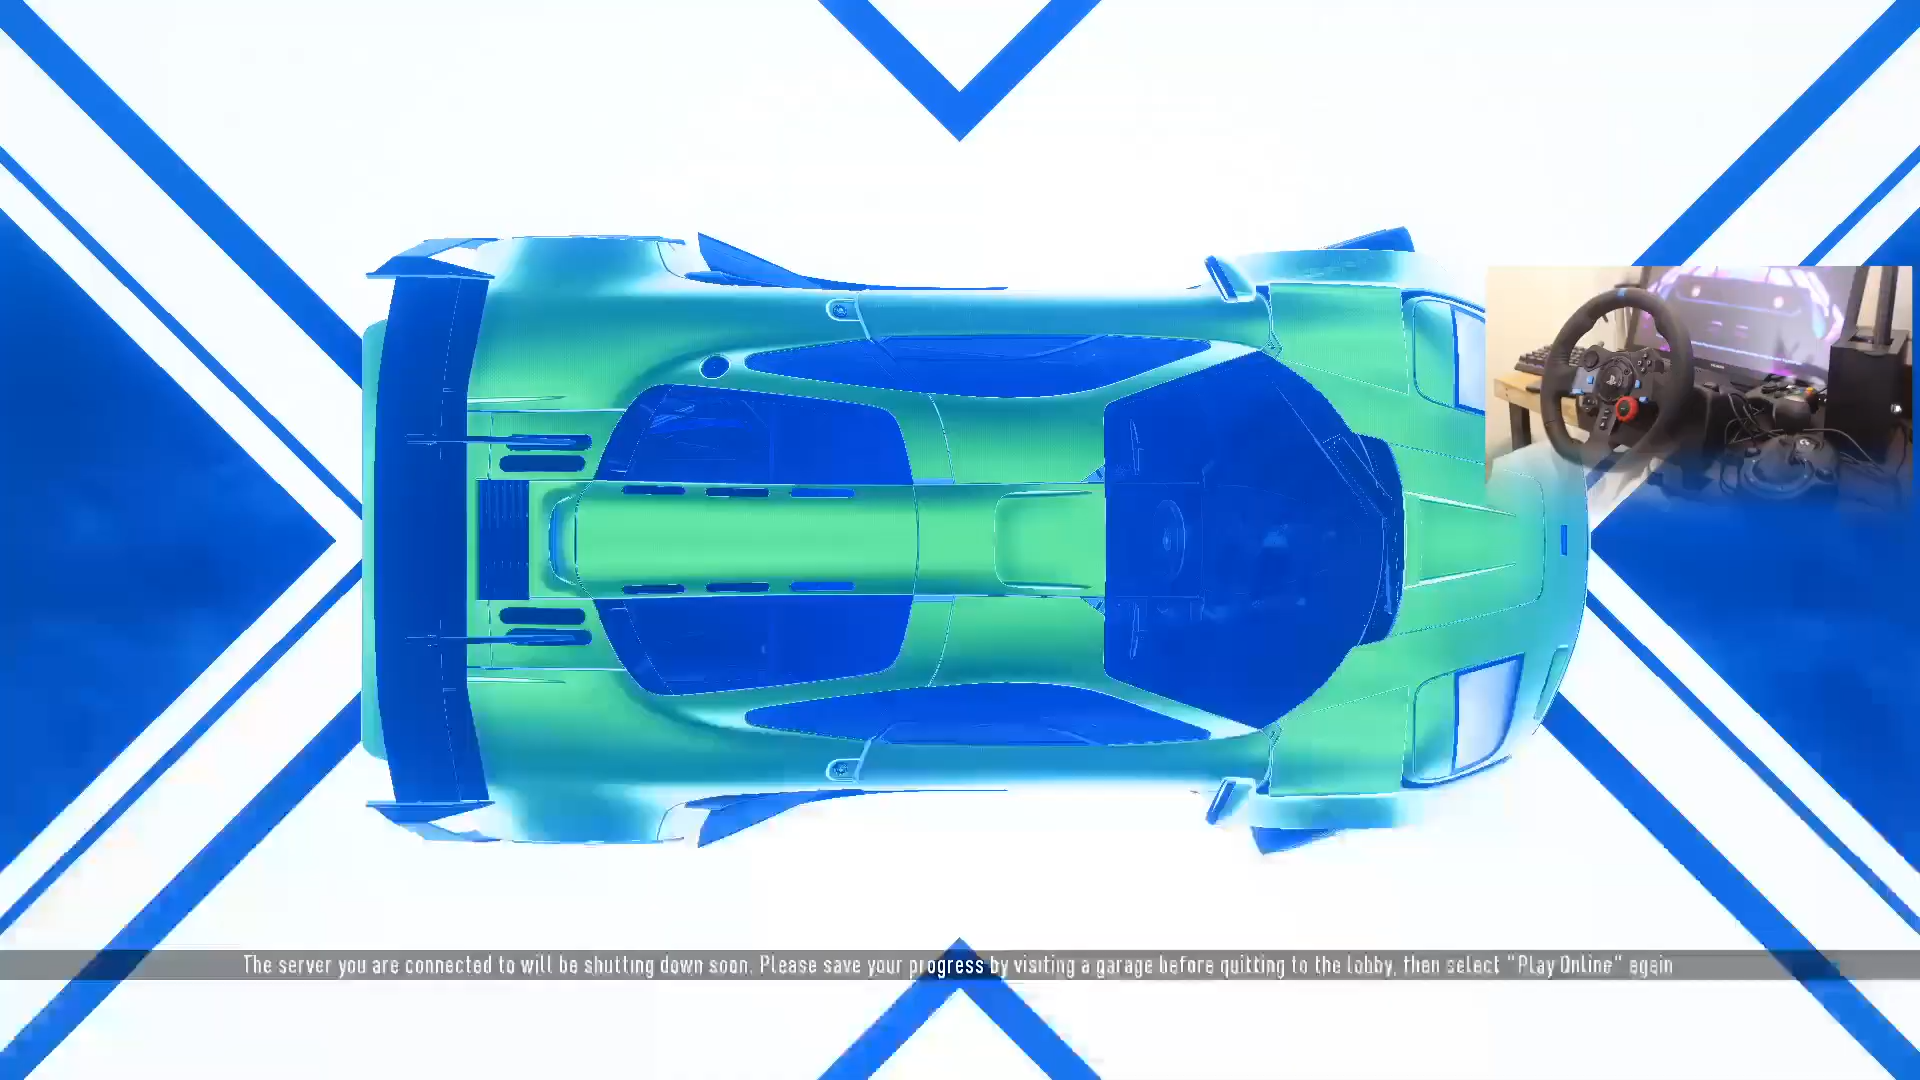 The server you are connected to will be shutting down soon. Please save your progress by visiting a garage before quitting to the lobby, then select "Play Online" again